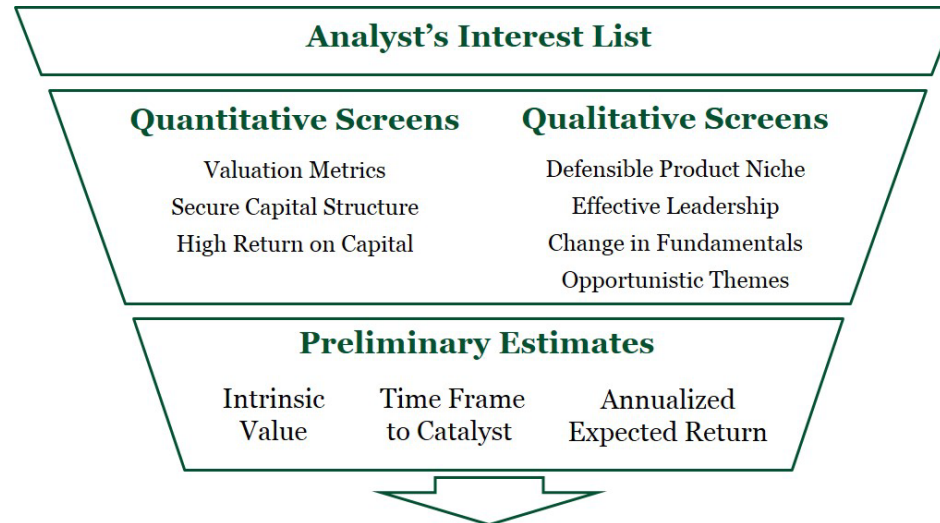 Analyst's Interest List
Quantitative Screens
Valuation Metrics
Secure Capital Structure
High Return on Capital
Qualitative Screens
Defensible Product Niche
Effective Leadership
Change in Fundamentals
Opportunistic Themes
Preliminary Estimates
Intrinsic
Value
Time Frame
to Catalyst
Annualized
Expected Return